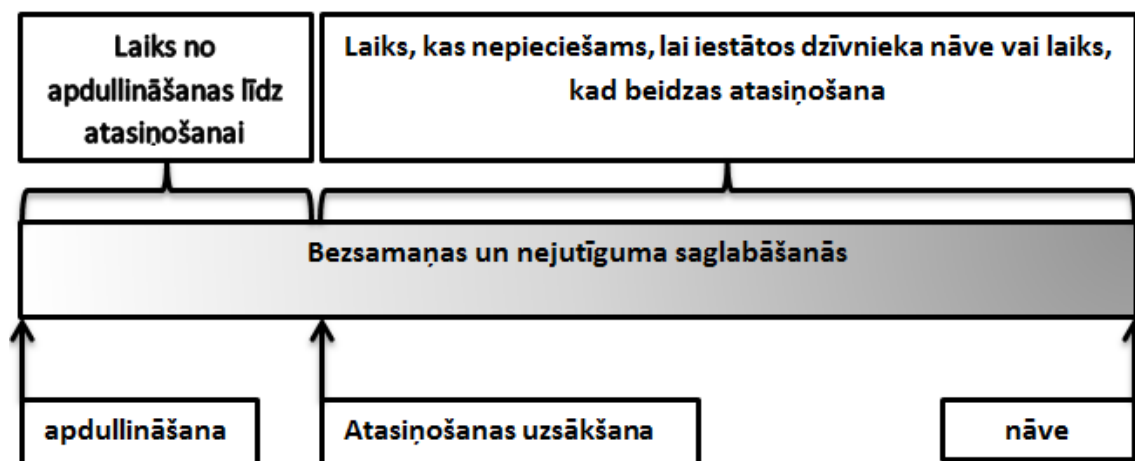 Laiks no
apdullināšanas līdz
atasiņošanai
Laiks, kas nepieciešams, lai iestātos dzīvnieka nāve vai laiks,
kad beidzas atasiņošana
Bezsamaņas un nejutīguma saglabāšanās
apdullināšana
Atasiņošanas uzsākšana
nāve